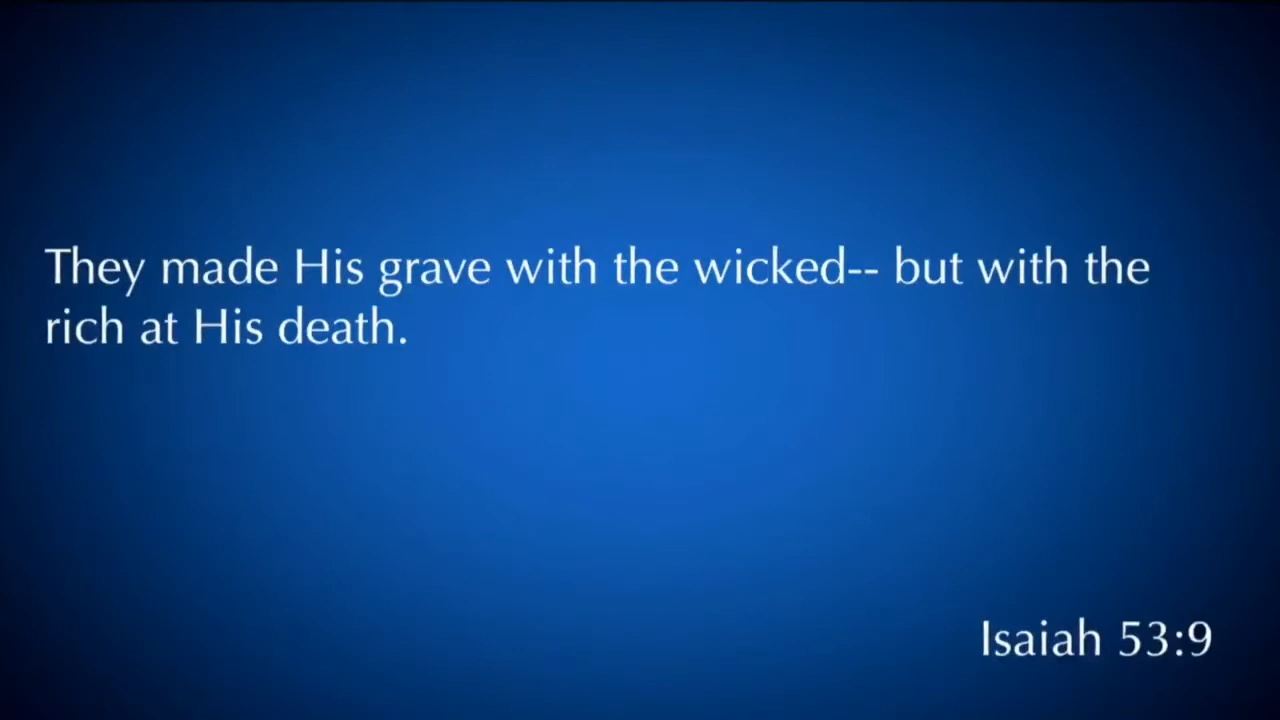 They made His grave with the wicked-- but with the
rich at His death.
Isaiah 53:9